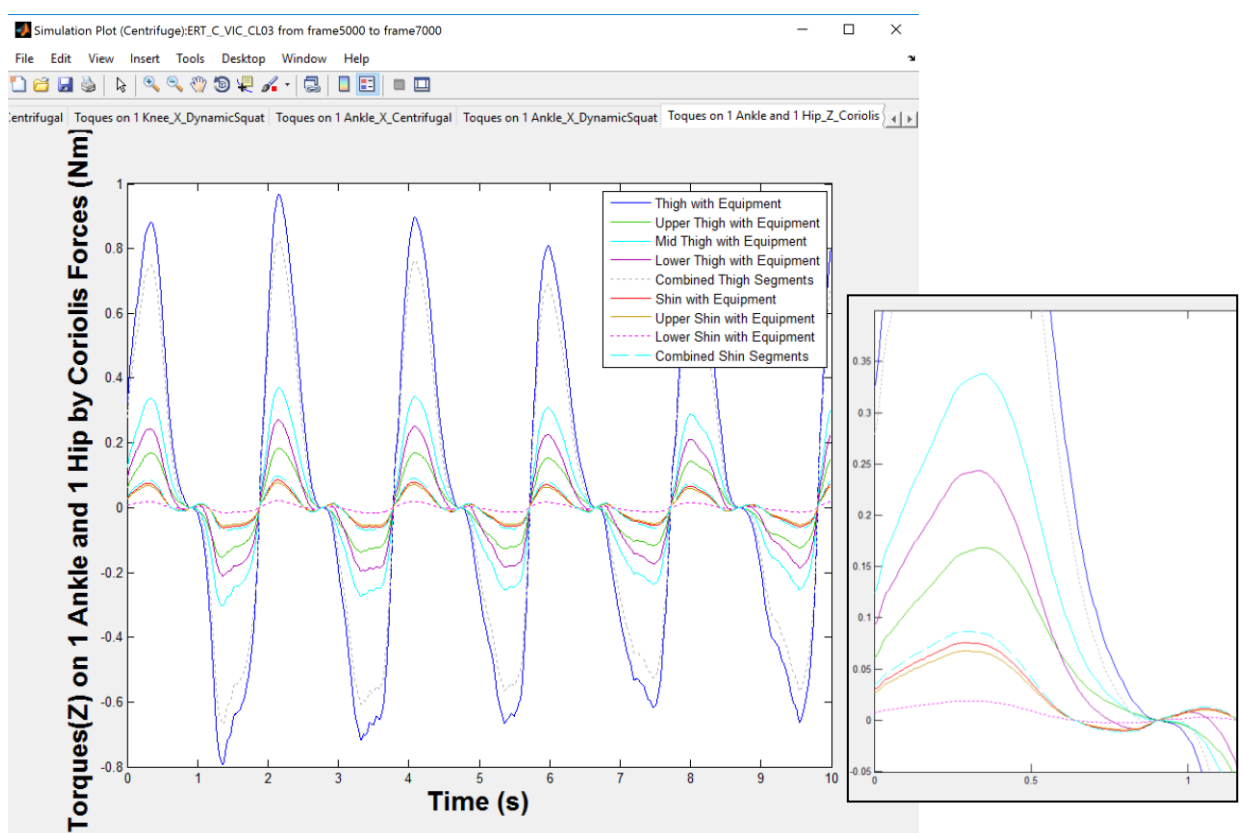 Simulation Plot (Centrifuge):ERT_C_VIC_CL03 from frame5000 to frame7000
File Edit View Insert Tools Desktop Window Help
entrifugal Toques on 1 Knee_X_DynamicSquat Toques on 1 Ankle_X_Centrifugal Toques on 1 Ankle_X_DynamicSquat Toques on 1 Ankle and 1 Hip_Z_Coriolis
Torques(Z) on 1 Ankle and 1 Hip by Coriolis Forces (Nm)
1
0.8
0.6
0.4
0.2
0
-0.2
-0.4
-0.6
-0.8
0 1 2 3 4 5 6 7 8 9 10
Time (s)
Thigh with Equipment
Upper Thigh with Equipment
Mid Thigh with Equipment
Lower Thigh with Equipment
Combined Thigh Segments
Shin with Equipment
Upper Shin with Equipment
Lower Shin with Equipment
Combined Shin Segments
0.35
0.3
0.25
0.2
0.15
0.1
0.05
0
-0.05
0 0.5 1